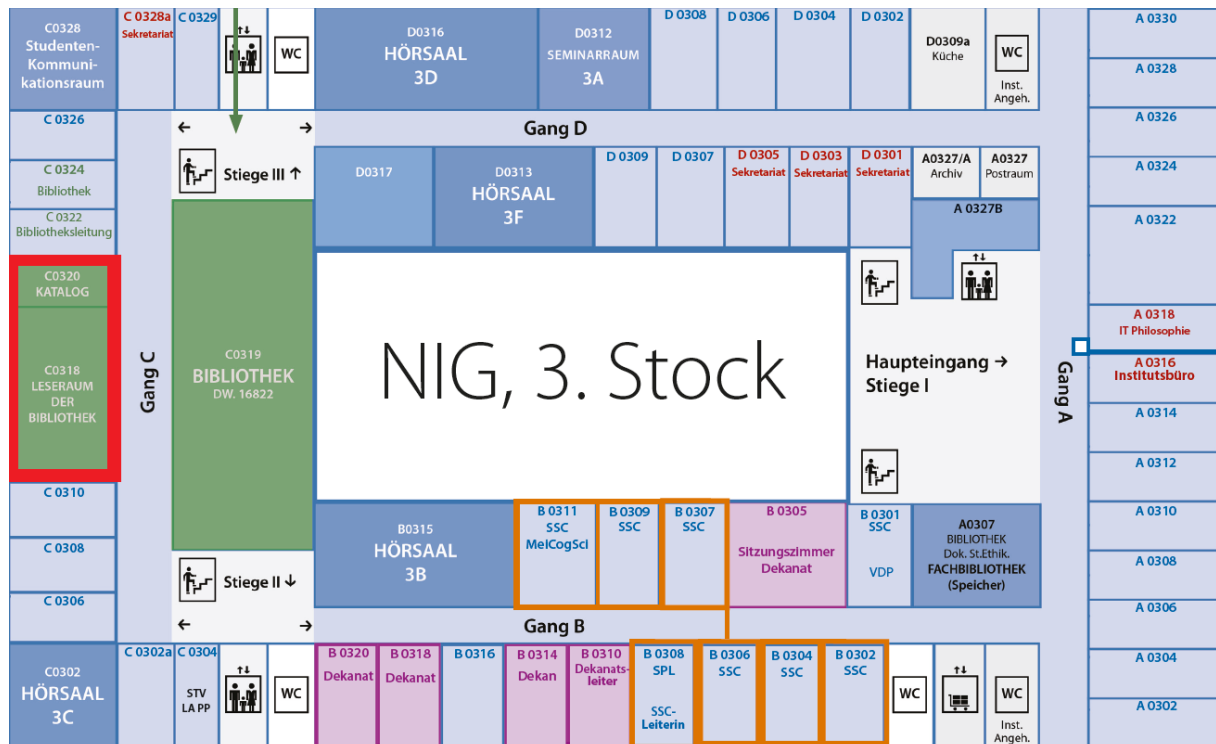 C0328
Studenten-
Kommuni-
kationsraum
C 0328a
Sekretariat
C 0329
WC
D0316
HÖRSAAL
3D
D0312
SEMINARRAUM
3A
D 0308
D 0306
D 0304
D 0302
D0309a
Küche
WC
Inst.
Angeh.
A 0330
A 0328
A 0326
A 0324
A 0322
C 0326
C 0324
Bibliothek
C 0322
Bibliotheksleitung
Gang D
Stiege III ↑
D0317
D0313
HÖRSAAL
3F
D 0309
D 0307
D 0305
Sekretariat
D 0303
Sekretariat
D 0301
Sekretariat
A0327/A
Archiv
A0327
Postraum
A 0327B
C0320
KATALOG
C0318
LESERAUM
DER
BIBLIOTHEK
Gang C
C0319
BIBLIOTHEK
DW. 16822
NIG, 3. Stock
Haupteingang →
Stiege I
Gang A
A 0318
IT Philosophie
A 0316
Institutsbüro
A 0314
A 0312
A 0310
A 0308
A 0306
A 0304
A 0302
C 0310
C 0308
C 0306
Stiege II ↓
B0315
HÖRSAAL
3B
B 0311
SSC
MeiCogSci
B 0309
SSC
B 0307
SSC
B 0305
Sitzungszimmer
Dekanat
B 0301
SSC
VDP
A0307
BIBLIOTHEK
Dok. St.Ethik.
FACHBIBLIOTHEK
(Speicher)
Gang B
C0302
HÖRSAAL
3C
C 0302a
C 0304
STV
LA PP
WC
B 0320
Dekanat
B 0318
Dekanat
B 0316
B 0314
Dekan
B 0310
Dekanats-
leiter
B 0308
SPL
SSC-
Leiterin
B 0306
SSC
B 0304
SSC
B 0302
SSC
WC
WC
Inst.
Angeh.